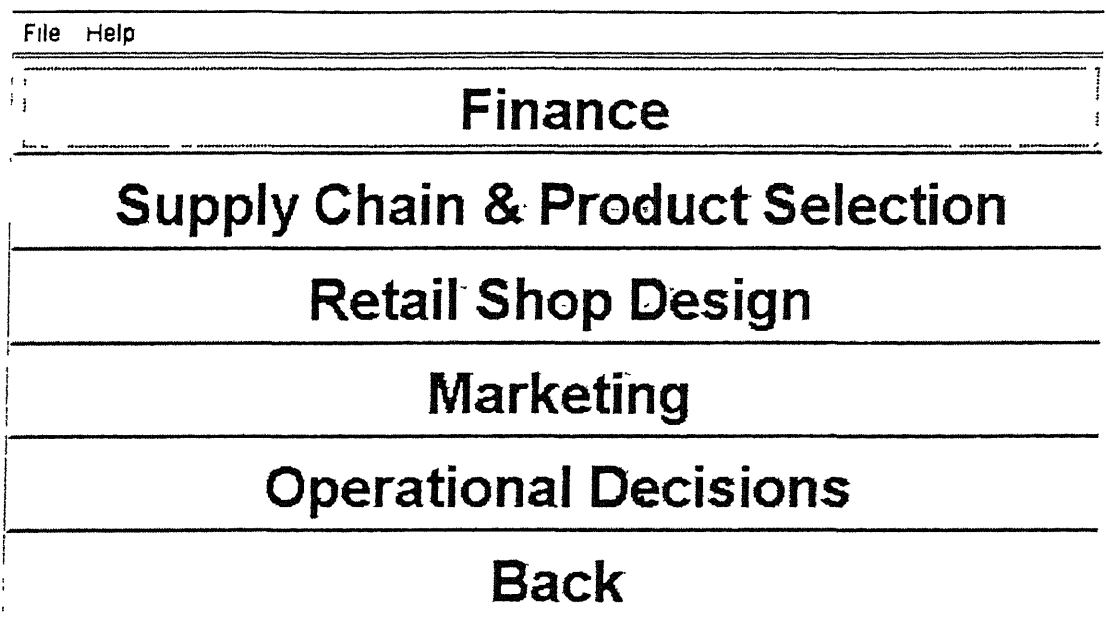 File Help
Finance
Supply Chain & Product Selection
Retail Shop Design
Marketing
Operational Decisions
Back